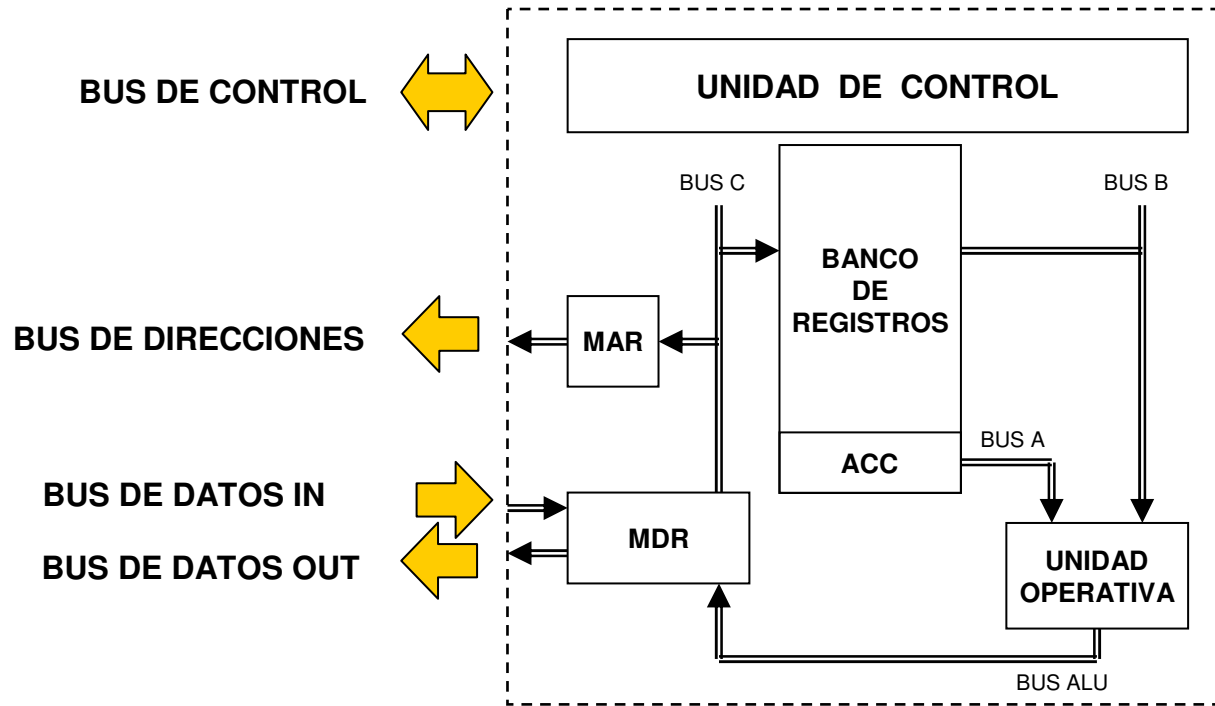 BUS DE CONTROL
UNIDAD DE CONTROL
BUS C
BUS B
BANCO
DE
REGISTROS
BUS DE DIRECCIONES
MAR
BUS A
ACC
BUS DE DATOS IN
MDR
BUS DE DATOS OUT
UNIDAD
OPERATIVA
BUS ALU